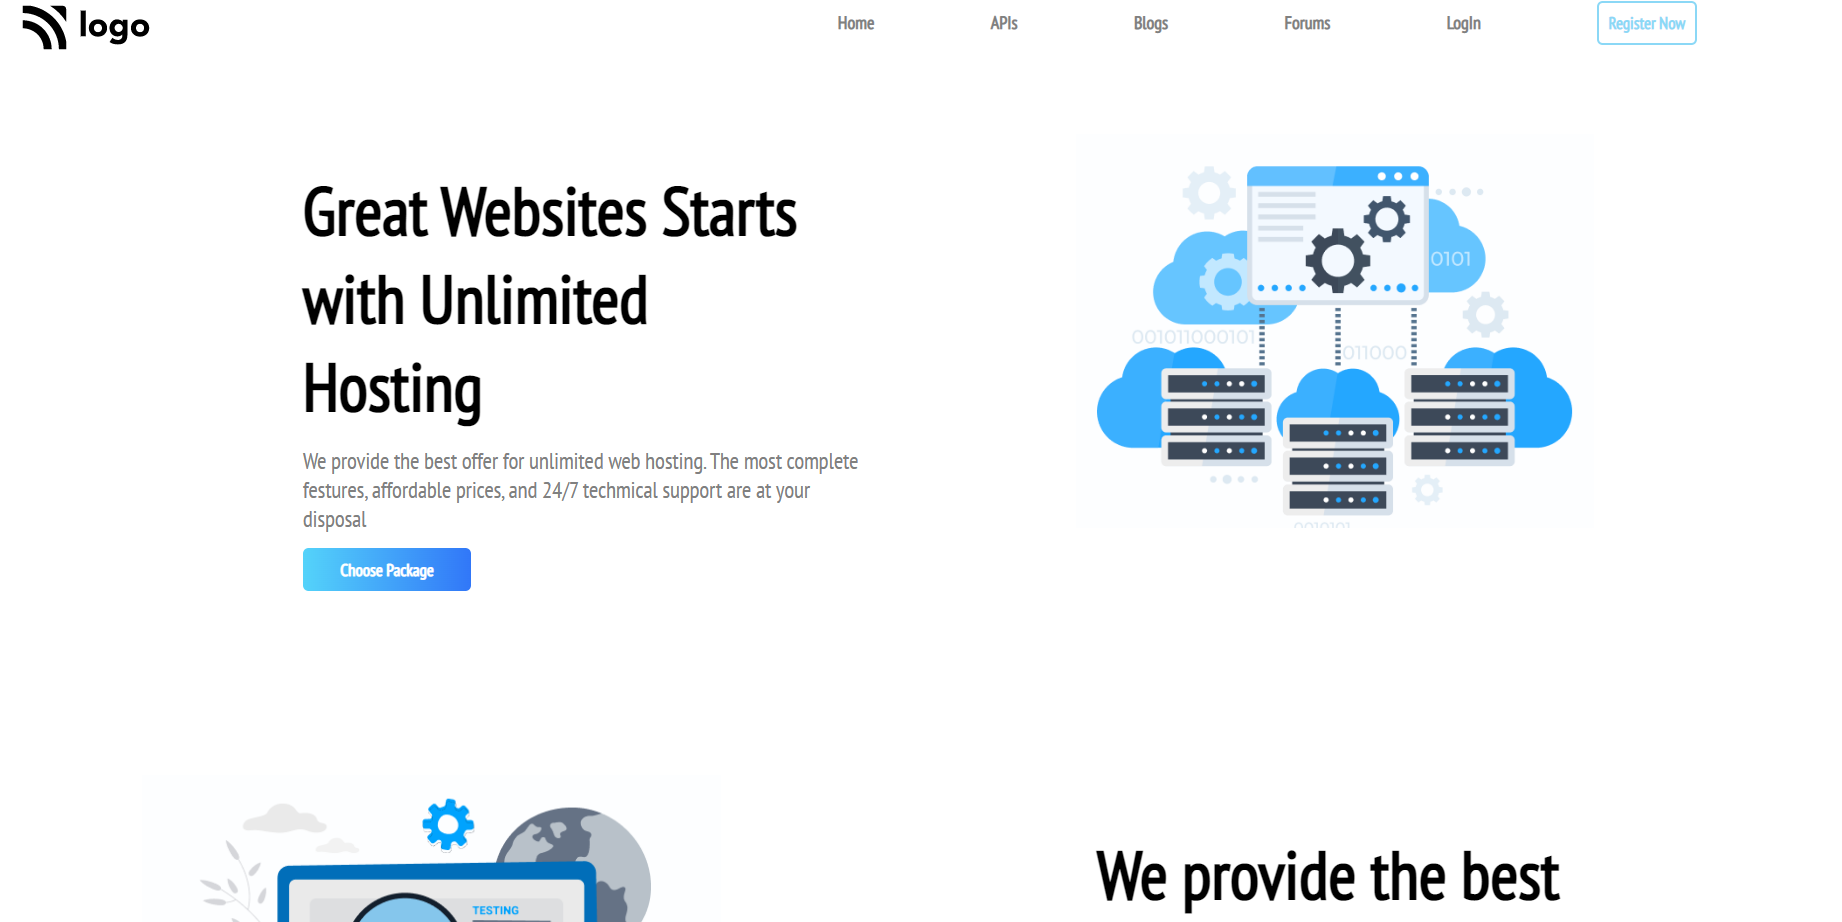 logo
Home
APIs
Blogs
Forums
LogIn
Register Now
Great Websites Starts
with Unlimited
Hosting
We provide the best offer for unlimited web hosting. The most complete
festures, affordable prices, and 24/7 techmical support are at your
disposal
Choose Package
0101
001011000101
011000
0010101
TESTING
We provide the best